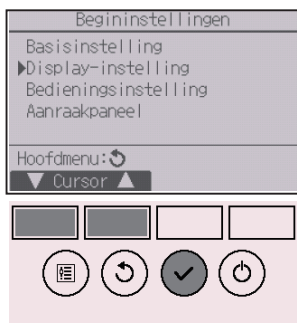 Begininstellingen
Basisinstelling
▶Display-instelling
Bedieningsinstelling
Aanraakpaneel
Hoofdmenu:↺
▼ Cursor ▲